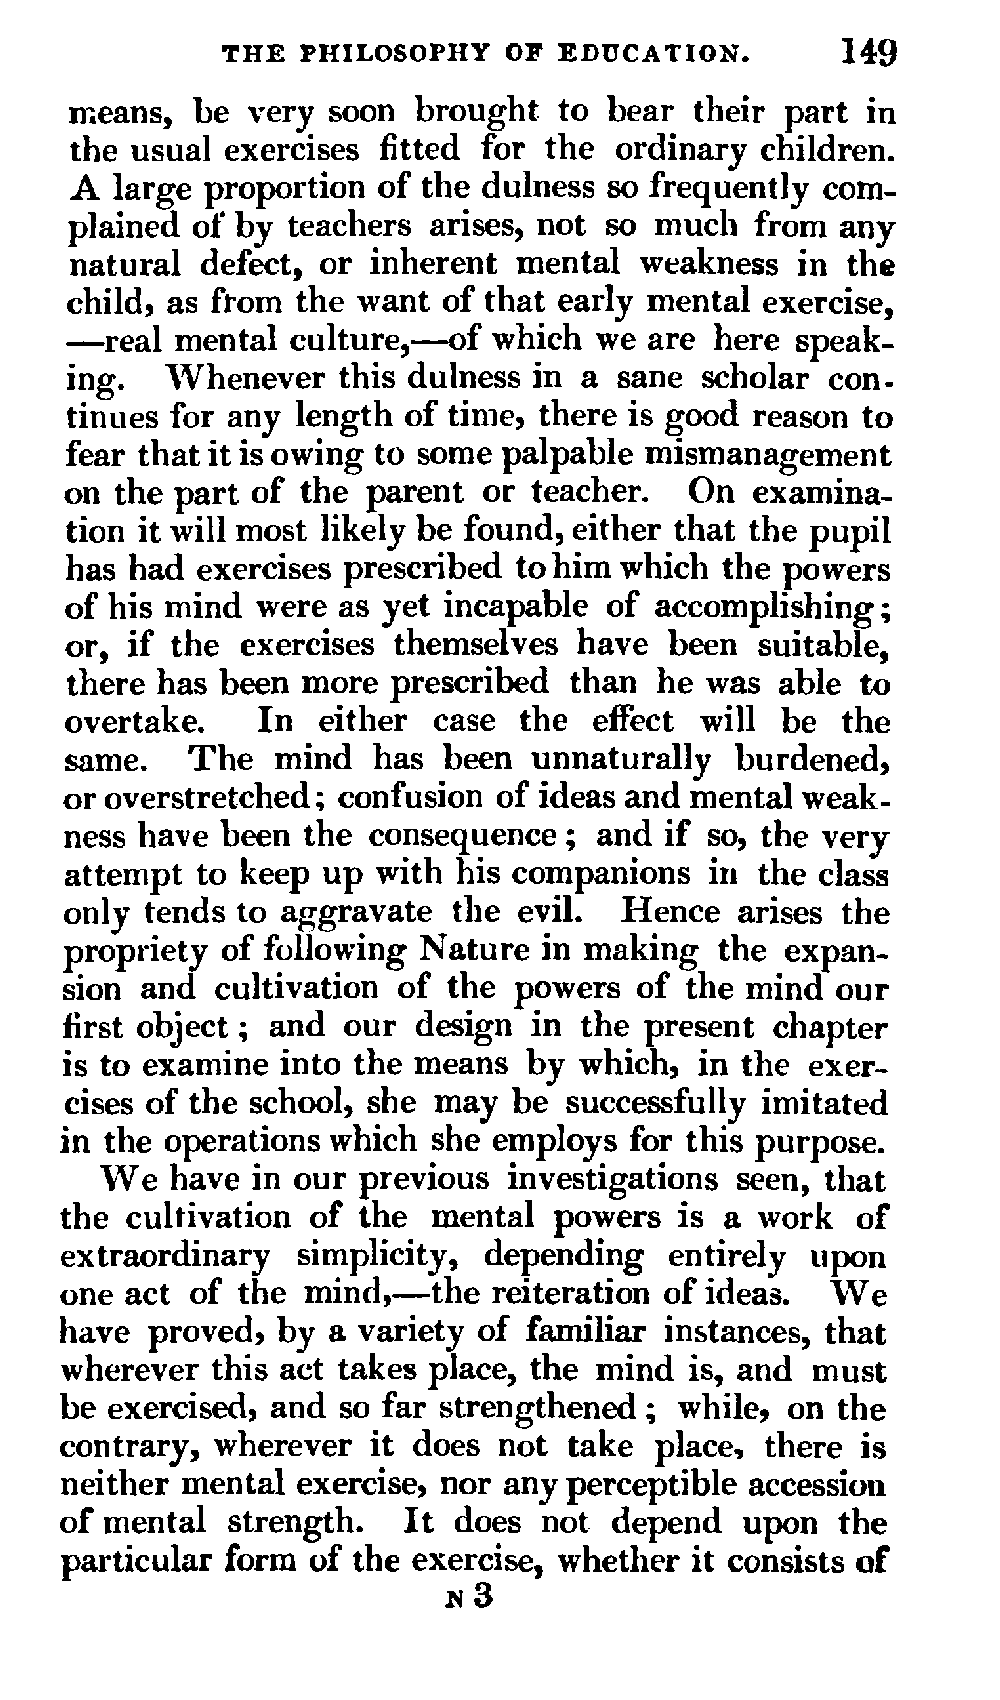 THE PHILOSOPHY OF EDUCATION. 149
means, be very soon brought to bear their part in
the usual exercises fitted for the ordinary children.
A large proportion of the dulness so frequently com-
plained of by teachers arises, not so much from any
natural defect, or inherent mental weakness in the
child, as from the want of that early mental exercise,
—real mental culture,—of which we are here speak-
ing. Whenever this dulness in a sane scholar con-
tinues for any length of time, there is good reason to
fear that it is owing to some palpable mismanagement
on the part of the parent or teacher. On examina-
tion it will most likely be found, either that the pupil
has had exercises prescribed to him which the powers
of his mind were as yet incapable of accomplishing;
or, if the exercises themselves have been suitable,
there has been more prescribed than he was able to
overtake. In either case the effect will be the
same. The mind has been unnaturally burdened,
or overstretched; confusion of ideas and mental weak-
ness have been the consequence; and if so, the very
attempt to keep up with his companions in the class
only tends to aggravate the evil. Hence arises the
propriety of following Nature in making the expan-
sion and cultivation of the powers of the mind our
first object; and our design in the present chapter
is to examine into the means by which, in the exer-
cises of the school, she may be successfully imitated
in the operations which she employs for this purpose.
We have in our previous investigations seen, that
the cultivation of the mental powers is a work of
extraordinary simplicity, depending entirely upon
one act of the mind,—the reiteration of ideas. We
have proved, by a variety of familiar instances, that
wherever this act takes place, the mind is, and must
be exercised, and so far strengthened; while, on the
contrary, wherever it does not take place, there is
neither mental exercise, nor any perceptible accession
of mental strength. It does not depend upon the
particular form of the exercise, whether it consists of
N 3